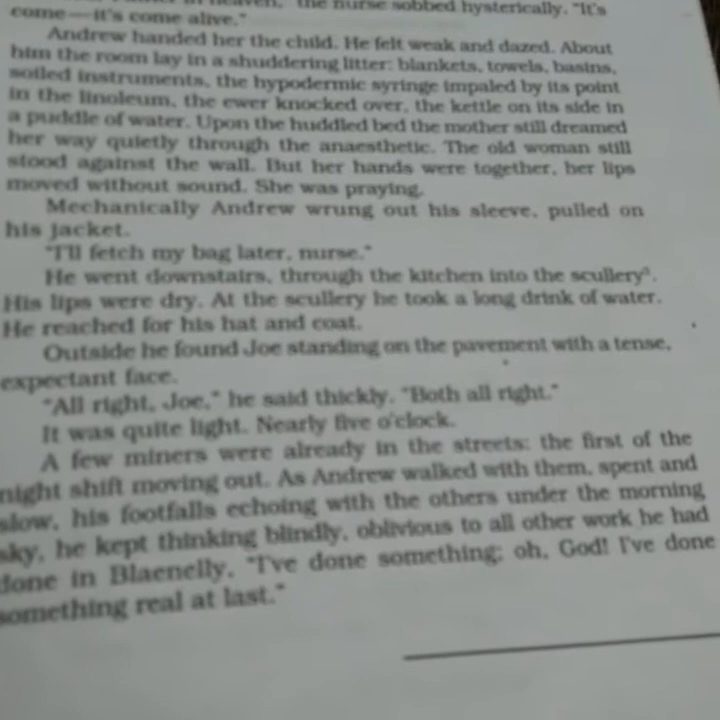 heaven," the nurse sobbed hysterically. "It's
come—it's come alive."
Andrew handed her the child. He felt weak and dazed. About
him the room lay in a shuddering litter: blankets, towels, basins,
soiled instruments, the hypodermic syringe impaled by its point
in the linoleum, the ewer knocked over, the kettle on its side in
a puddle of water. Upon the huddled bed the mother still dreamed
her way quietly through the anaesthetic. The old woman still
stood against the wall. But her hands were together, her lips
moved without sound. She was praying.
Mechanically Andrew wrung out his sleeve, pulled on
his jacket.
"I'll fetch my bag later, nurse."
He went downstairs, through the kitchen into the scullery³.
His lips were dry. At the scullery he took a long drink of water.
He reached for his hat and coat.
Outside he found Joe standing on the pavement with a tense,
expectant face.
"All right, Joe," he said thickly. "Both all right."
It was quite light. Nearly five o'clock.
A few miners were already in the streets: the first of the
night shift moving out. As Andrew walked with them, spent and
slow, his footfalls echoing with the others under the morning
sky, he kept thinking blindly, oblivious to all other work he had
done in Blaenelly, "I've done something; oh, God! I've done
something real at last."